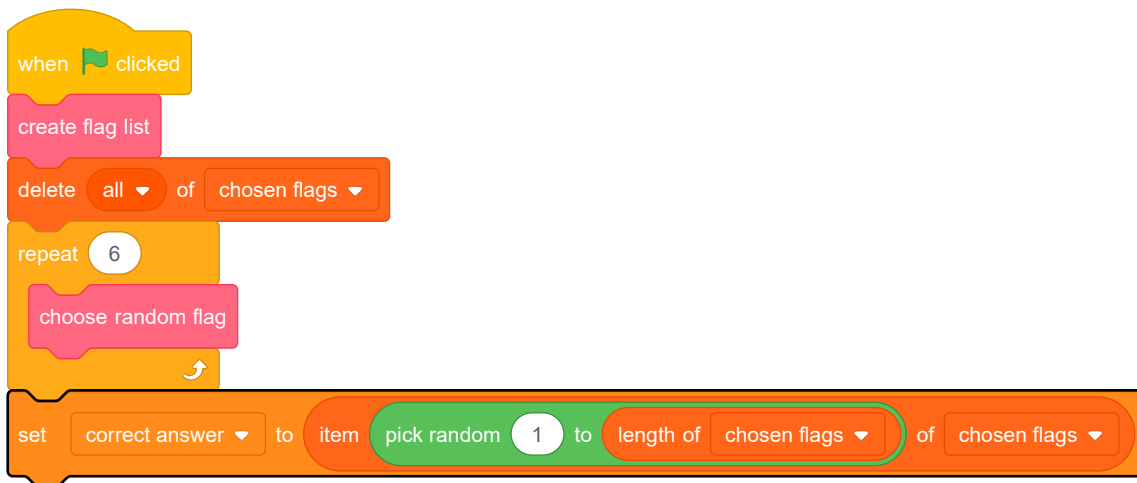 when clicked
create flag list
delete all of chosen flags
repeat 6
choose random flag
set correct answer to item pick random 1 to length of chosen flags of chosen flags